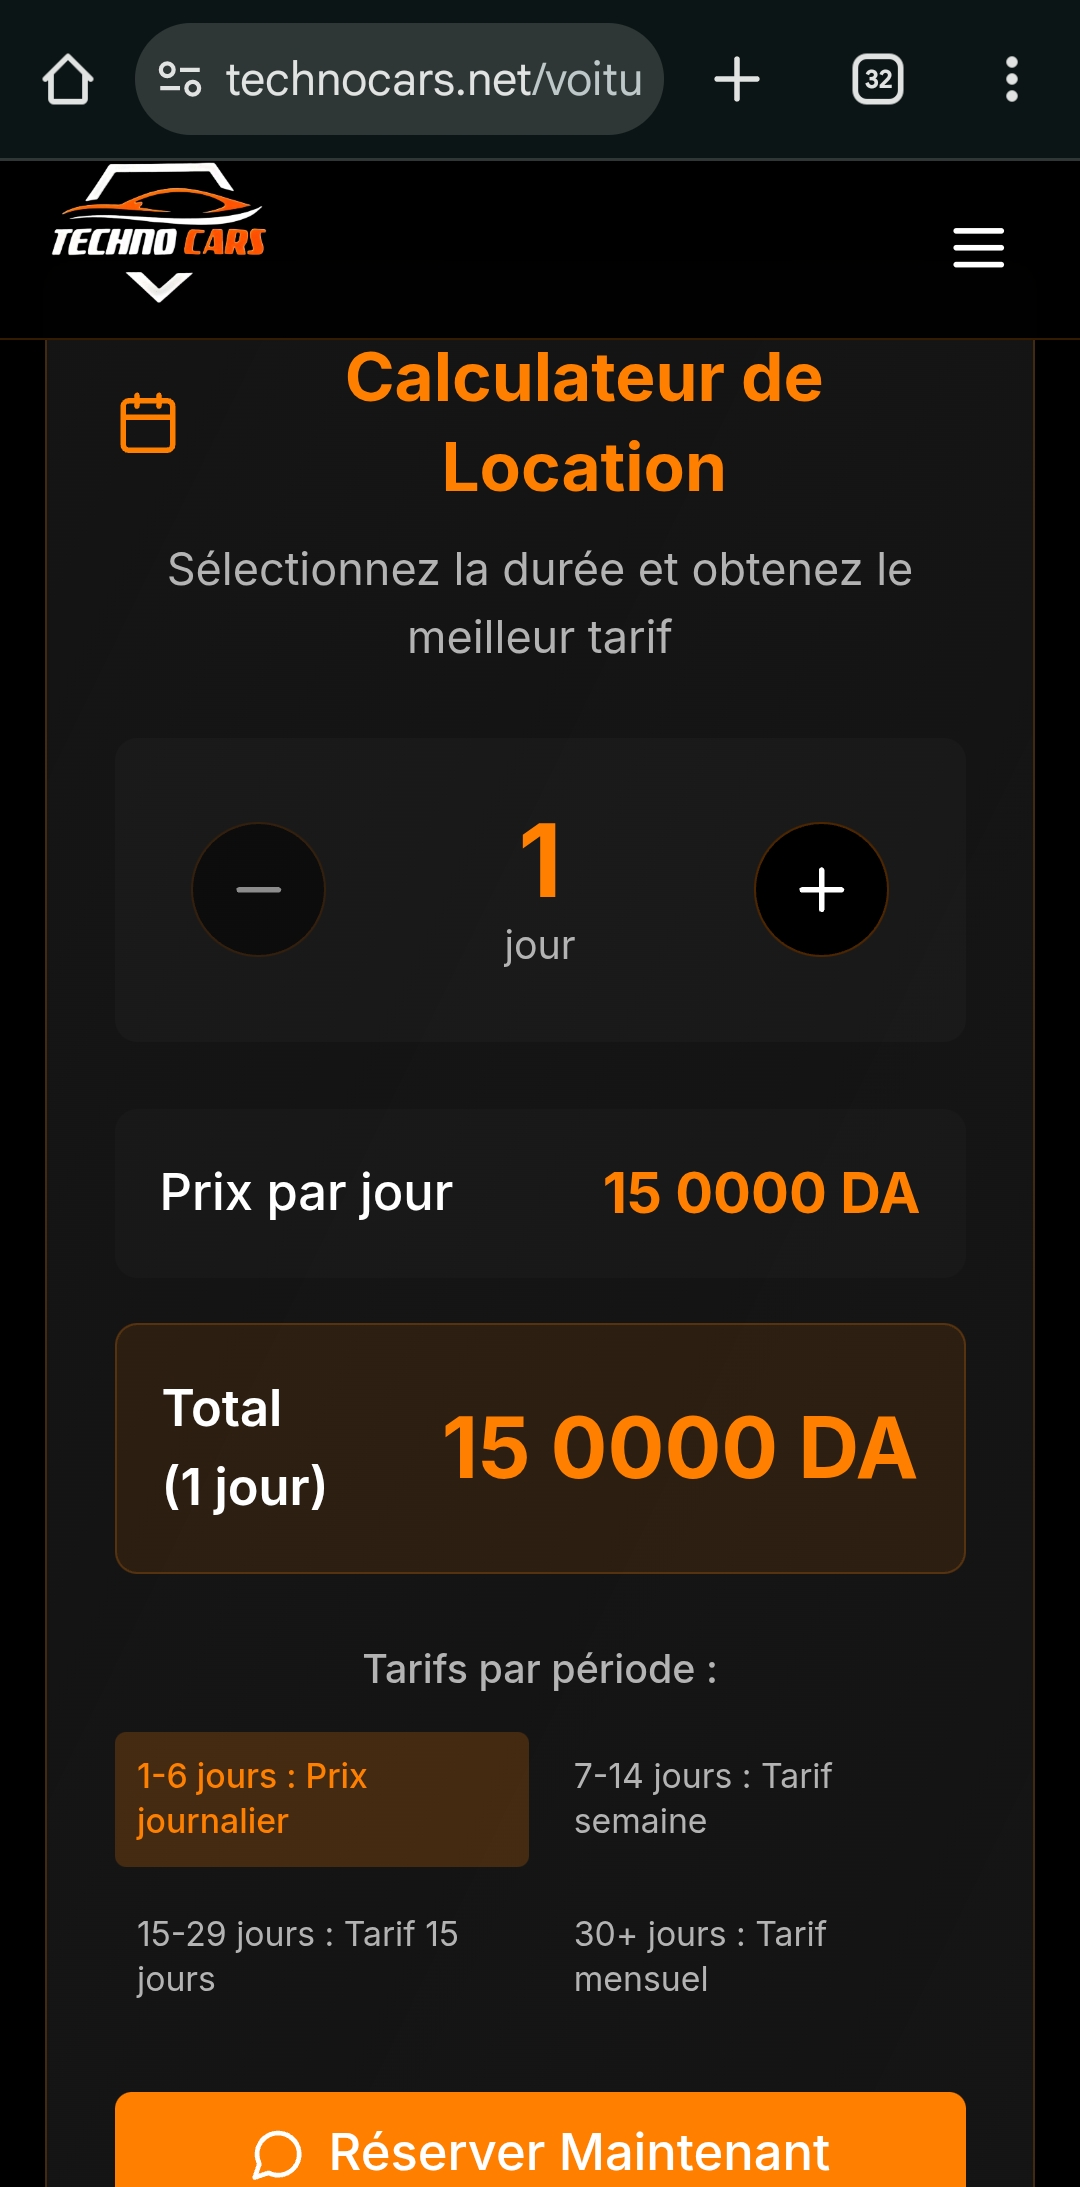 technocars.net/voitu
32
TECHNO CARS
Calculateur de
Location
Sélectionnez la durée et obtenez le
meilleur tarif
1
jour
Prix par jour
15 0000 DA
Total
(1 jour)
15 0000 DA
Tarifs par période :
1-6 jours : Prix
journalier
7-14 jours : Tarif
semaine
15-29 jours : Tarif 15
jours
30+ jours : Tarif
mensuel
Réserver Maintenant